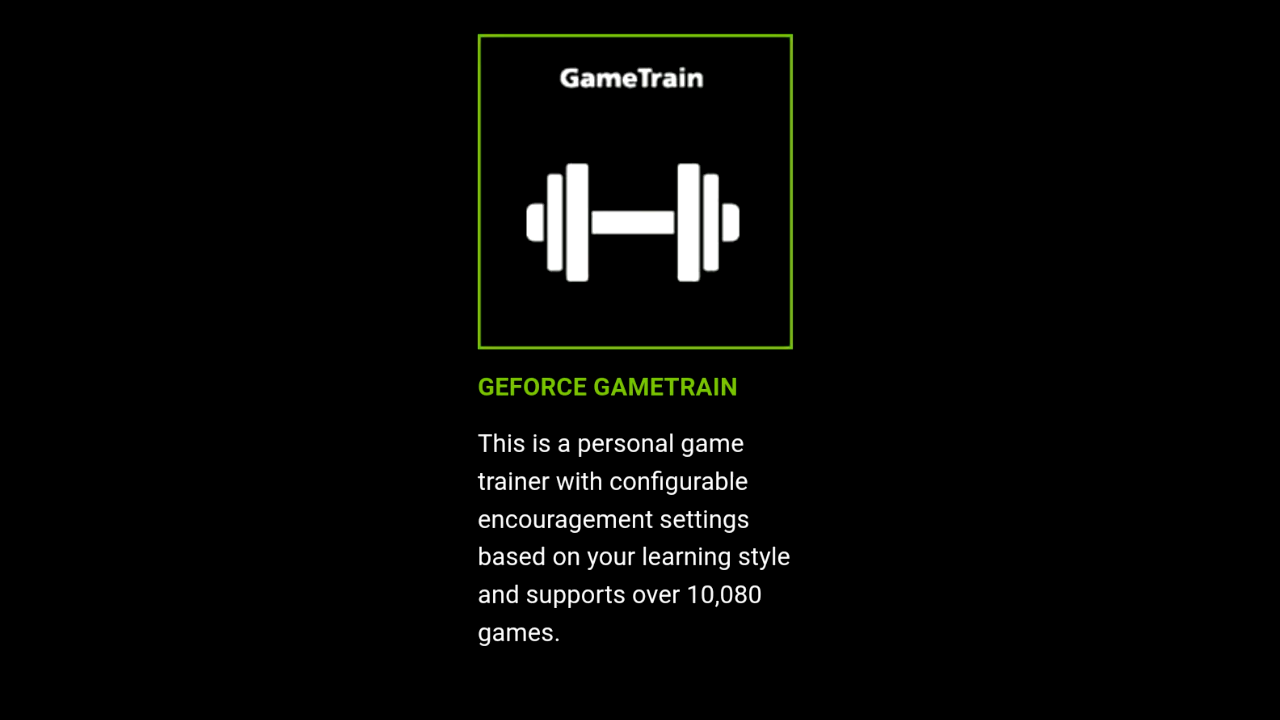 GameTrain
GEFORCE GAMETRAIN
This is a personal game
trainer with configurable
encouragement settings
based on your learning style
and supports over 10,080
games.